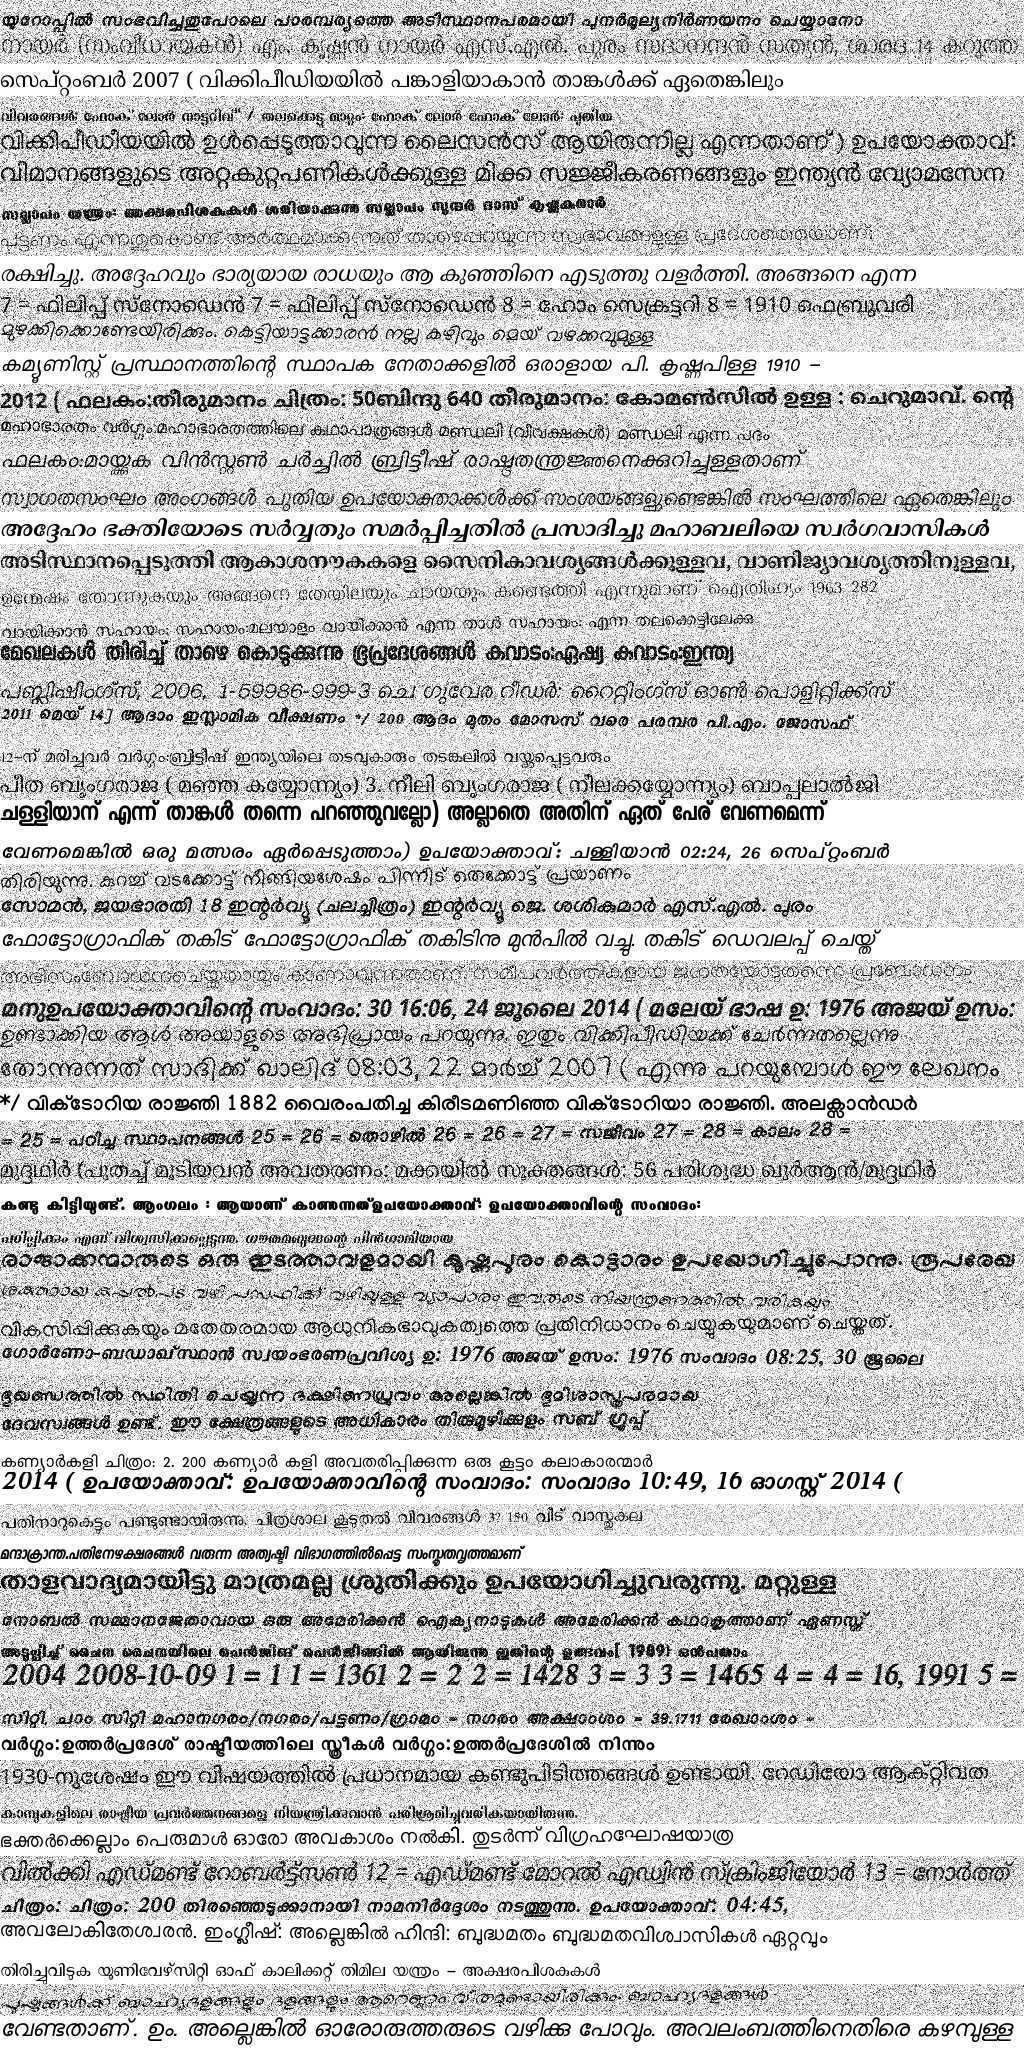 യൂറോപ്പിൽ സംഭവിച്ചതുപോലെ പാരമ്പര്യത്തെ അടിസ്ഥാനപരമായി പുനർമൂല്യനിർണയനം ചെയ്യാനോ
നായർ (സംവിധായകൻ) എം. കൃഷ്ണൻ നായർ എസ്.എൽ. പുരം സദാനന്ദൻ സത്യൻ, ശാരദ 14 കറുത്ത
സെപ്റ്റംബർ 2007 ( വിക്കിപീഡിയയിൽ പങ്കാളിയാകാൻ താങ്കൾക്ക് ഏതെങ്കിലും
വിവരങ്ങൾ: ഫോക് ലോർ നാട്ടറിവ് / തലക്കെട്ടു മാറ്റം: ഫോക് ലോർ ഫോക് ലോർ: പുതിയ
വിക്കിപീഡീയയിൽ ഉൾപ്പെടുത്താവുന്ന ലൈസൻസ് ആയിരുന്നില്ല എന്നതാണ് ) ഉപയോക്താവ്:
വിമാനങ്ങളുടെ അറ്റകുറ്റപണികൾക്കുള്ള മിക്ക സജ്ജീകരണങ്ങളും ഇന്ത്യൻ വ്യോമസേന
സല്ലാപം യന്ത്രം: അക്ഷരപിശകുകൾ ശരിയാക്കുന്നു സല്ലാപം സുന്ദർ ദാസ് കൃഷ്ണകുമാർ
പട്ടണം എന്നതുകൊണ്ട് അർത്ഥമാക്കുന്നത് താഴെപ്പറയുന്ന സ്വഭാവങ്ങളുള്ള പ്രദേശത്തെയാണ്:
രക്ഷിച്ചു. അദ്ദേഹവും ഭാര്യയായ രാധയും ആ കുഞ്ഞിനെ എടുത്തു വളർത്തി. അങ്ങനെ എന്ന
7 = ഫിലിപ്പ് സ്നോഡെൻ 7 = ഫിലിപ്പ് സ്നോഡെൻ 8 = ഹോം സെക്രട്ടറി 8 = 1910 ഫെബ്രുവരി
മുഴക്കിക്കൊണ്ടേയിരിക്കും. കെട്ടിയാട്ടക്കാരൻ നല്ല കഴിവും മെയ് വഴക്കവുമുള്ള
കമ്യൂണിസ്റ്റ് പ്രസ്ഥാനത്തിന്റെ സ്ഥാപക നേതാക്കളിൽ ഒരാളായ പി. കൃഷ്ണപിള്ള 1910 –
2012 ( ഫലകം:തീരുമാനം ചിത്രം: 50ബിന്ദു 640 തീരുമാനം: കോമൺസിൽ ഉള്ള : ചെറുമാവ്. ന്റെ
മഹാഭാരതം വർഗ്ഗം:മഹാഭാരതത്തിലെ കഥാപാത്രങ്ങൾ മണ്ഡലി (വിവക്ഷകൾ) മണ്ഡലി എന്ന പദം
ഫലകം:മായ്ക്കുക വിൻസ്റ്റൺ ചർച്ചിൽ ബ്രിട്ടീഷ് രാഷ്ട്രതന്ത്രജ്ഞനെക്കുറിച്ചുള്ളതാണ്
സ്വാഗതസംഘം അംഗങ്ങൾ പുതിയ ഉപയോക്താക്കൾക്ക് സംശയങ്ങളുണ്ടെങ്കിൽ സംഘത്തിലെ ഏതെങ്കിലും
അദ്ദേഹം ഭക്തിയോടെ സർവ്വതും സമർപ്പിച്ചതിൽ പ്രസാദിച്ചു മഹാബലിയെ സ്വർഗവാസികൾ
അടിസ്ഥാനപ്പെടുത്തി ആകാശനൗകകളെ സൈനികാവശ്യങ്ങൾക്കുള്ളവ, വാണിജ്യാവശ്യത്തിനുള്ളവ,
ഉന്മേഷം തോന്നുകയും അങ്ങനെ തേയിലയും ചായയും കണ്ടെത്തി എന്നുമാണ് ഐതിഹ്യം 1963 282
വായിക്കാൻ സഹായം: സഹായം:മലയാളം വായിക്കാൻ എന്ന താൾ സഹായം: എന്ന തലക്കെട്ടിലേക്കു
മേഖലകൾ തിരിച്ച് താഴെ കൊടുക്കുന്നു ഭൂപ്രദേശങ്ങൾ കവാടം:ഏഷ്യ കവാടം:ഇന്ത്യ
പബ്ലിഷിംഗ്സ്, 2006, 1-59986-999-3 ചെ ഗുവേര റീഡർ: റൈറ്റിംഗ്സ് ഓൺ പൊളിറ്റിക്ക്സ്
2011 മെയ് 14] ആദാം ഇസ്ലാമിക വീക്ഷണം */ 200 ആദം മുതം മോസസ് വരെ പരമ്പര പി.എം. ജോസഫ്
12-ന് മരിച്ചവർ വർഗ്ഗം:ബ്രിട്ടിഷ് ഇന്ത്യയിലെ തടവുകാരും തടങ്കലിൽ വയ്ക്കപ്പെട്ടവരും
പീത ബൃംഗരാജ ( മഞ്ഞ കയ്യോന്ന്യം) 3. നീലി ബൃംഗരാജ ( നീലക്കയ്യോന്ന്യം) ബാപ്പലാൽജി
ചള്ളിയാന് എന്ന് താങ്കൾ തന്നെ പറഞ്ഞുവല്ലോ) അല്ലാതെ അതിന് ഏത് പേര് വേണമെന്ന്
വേണമെങ്കിൽ ഒരു മത്സരം ഏർപ്പെടുത്താം) ഉപയോക്താവ്: ചള്ളിയാൻ 02:24, 26 സെപ്റ്റംബർ
തിരിയുന്നു. കുറച്ച് വടക്കോട്ട് നീങ്ങിയശേഷം പിന്നീട് തെക്കോട്ട് പ്രയാണം
സോമൻ, ജയഭാരതി 18 ഇന്റർവ്യൂ (ചലച്ചിത്രം) ഇന്റർവ്യൂ ജെ. ശശികുമാർ എസ്.എൽ. പുരം
ഫോട്ടോഗ്രാഫിക് തകിട് ഫോട്ടോഗ്രാഫിക് തകിടിനു മുൻപിൽ വച്ചു. തകിട് ഡെവലപ്പ് ചെയ്ത്
അഭിസംബോധനചെയ്തതായും കാണാവുന്നതാണ്. സമീപവർത്തികളായ ജനതയോട്തന്നെ പ്രബോധനം
മനുഉപയോക്താവിന്റെ സംവാദം: 30 16:06, 24 ജൂലൈ 2014 ( മലേയ് ഭാഷ ഉ: 1976 അജയ് ഉസം:
ഉണ്ടാക്കിയ ആൾ അയാളുടെ അഭിപ്രായം പറയുന്നു. ഇതും വിക്കിപീഡിയക്ക് ചേർന്നതല്ലെന്നു
തോന്നുന്നത് സാദിക്ക് ഖാലിദ് 08:03, 22 മാർച്ച് 2007 ( എന്നു പറയുമ്പോൾ ഈ ലേഖനം
*/ വിക്ടോറിയ രാജ്ഞി 1882 വൈരംപതിച്ച കിരീടമണിഞ്ഞ വിക്ടോറിയാ രാജ്ഞി. അലക്സാൻഡർ
= 25 = പഠിച്ച സ്ഥാപനങ്ങൾ 25 = 26 = തൊഴിൽ 26 = 26 = 27 = സജീവം 27 = 28 = കാലം 28 =
മുദ്ദഥിർ (പുതച്ച് മൂടിയവൻ അവതരണം: മക്കയിൽ സൂക്തങ്ങൾ: 56 പരിശുദ്ധ ഖുർആൻ/മുദ്ദഥിർ
കണ്ടു കിട്ടിയുണ്ട്. ആംഗലം : ആയാണ് കാണുന്നത്ഉപയോക്താവ്: ഉപയോക്താവിന്റെ സംവാദം:
പഠിപ്പിക്കും എന്ന് വിശ്വസിക്കാപ്പെടുന്നു. ഗൗതമബുദ്ധന്റെ പിൻഗാമിയായ
രാജാക്കന്മാരുടെ ഒരു ഇടത്താവളമായി കൃഷ്ണപുരം കൊട്ടാരം ഉപയോഗിച്ചുപോന്നു. രൂപരേഖ
ശക്തമായ കപ്പൽപട വഴി പസഫിക് വഴിയുള്ള വ്യാപാരം ഇവരുടെ നിയന്ത്രണത്തിൽ വരികയും
വികസിപ്പിക്കുകയും മതേതരമായ ആധുനികഭാവുകത്വത്തെ പ്രതിനിധാനം ചെയ്യുകയുമാണ് ചെയ്തത്.
ഗോർണോ-ബഡാഖ്സ്ഥാൻ സ്വയംഭരണപ്രവിശ്യ ഉ: 1976 അജയ് ഉസം: 1976 സംവാദം 08:25, 30 ജൂലൈ
ഭൂഖണ്ഡത്തിൽ സ്ഥിതി ചെയ്യുന്ന ദക്ഷിണധ്രുവം അല്ലെങ്കിൽ ഭൂമിശാസ്ത്രപരമായ
ദേവസ്വങ്ങൾ ഉണ്ട്. ഈ ക്ഷേത്രങ്ങളുടെ അധികാരം തിരുമൂഴിക്കുളം സബ് ഗ്രൂപ്പ്
കണ്യാർകളി ചിത്രം: 2. 200 കണ്യാർ കളി അവതരിപ്പിക്കുന്ന ഒരു കൂട്ടം കലാകാരന്മാർ
2014 ( ഉപയോക്താവ്: ഉപയോക്താവിന്റെ സംവാദം: സംവാദം 10:49, 16 ഓഗസ്റ്റ് 2014 (
പതിനാറുകെട്ടും പണ്ടുണ്ടായിരുന്നു. ചിത്രശാല കൂടുതൽ വിവരങ്ങൾ 3? 150 വീട് വാസ്തുകല
മന്ദാക്രാന്ത.പതിനേഴക്ഷരങ്ങൾ വരുന്ന അത്യഷ്ടി വിഭാഗത്തിൽപ്പെട്ട സംസ്കൃതവൃത്തമാണ്
താളവാദ്യമായിട്ടു മാത്രമല്ല ശ്രുതിക്കും ഉപയോഗിച്ചുവരുന്നു. മറ്റുള്ള
നോബൽ സമ്മാനജേതാവായ ഒരു അമേരിക്കൻ ഐക്യനാടുകൾ അമേരിക്കൻ കഥാകൃത്താണ് ഏണസ്റ്റ്
അടുപ്പിച്ച് ചൈന ചൈനയിലെ പെൻജിങ് പെൻജിങ്ങിൽ ആയിരുന്നു ഇതിന്റെ ഉത്ഭവം[ 1989) ഒൻപതാം
2004 2008-10-09 1 = 1 1 = 1361 2 = 2 2 = 1428 3 = 3 3 = 1465 4 = 4 = 16, 1991 5 =
സിറ്റി, ചാം സിറ്റി മഹാനഗരം/നഗരം/പട്ടണം/ഗ്രാമം = നഗരം അക്ഷാംശം = 39.1711 രേഖാംശം =
വർഗ്ഗം:ഉത്തർപ്രദേശ് രാഷ്ട്രീയത്തിലെ സ്ത്രീകൾ വർഗ്ഗം:ഉത്തർപ്രദേശിൽ നിന്നും
1930-നുശേഷം ഈ വിഷയത്തിൽ പ്രധാനമായ കണ്ടുപിടിത്തങ്ങൾ ഉണ്ടായി. റേഡിയോ ആക്റ്റിവത
കാമ്പുകളിലെ രാഷ്ട്രീയ പ്രവർത്തനങ്ങളെ നിയന്ത്രിക്കുവാൻ പരിശ്രമിച്ചുവരികയായിരുന്നു.
ഭക്തർക്കെല്ലാം പെരുമാൾ ഓരോ അവകാശം നൽകി. തുടർന്ന് വിഗ്രഹഘോഷയാത്ര
വിൽക്കി എഡ്മണ്ട് റോബർട്ട്സൺ 12 = എഡ്മണ്ട് മോറൽ എഡ്വിൻ സ്ക്രിംജിയോർ 13 = നോർത്ത്
ചിത്രം: ചിത്രം: 200 തിരഞ്ഞെടുക്കാനായി നാമനിർദ്ദേശം നടത്തുന്നു. ഉപയോക്താവ്: 04:45,
അവലോകിതേശ്വരൻ. ഇംഗ്ലീഷ്: അല്ലെങ്കിൽ ഹിന്ദി: ബുദ്ധമതം ബുദ്ധമതവിശ്വാസികൾ ഏറ്റവും
തിരിച്ചുവിടുക യൂണിവേഴ്സിറ്റി ഓഫ് കാലിക്കറ്റ് തിമില യന്ത്രം – അക്ഷരപിശകുകൾ
പുഷ്പങ്ങൾക്ക് ബാഹ്യദളങ്ങളും ദളങ്ങളും ആറെണ്ണം വീതമുണ്ടായിരിക്കും. ബാഹ്യദളങ്ങൾ
വേണ്ടതാണ്. ഉം. അല്ലെങ്കിൽ ഓരോരുത്തരുടെ വഴിക്കു പോവും. അവലംബത്തിനെതിരെ കഴമ്പുള്ള